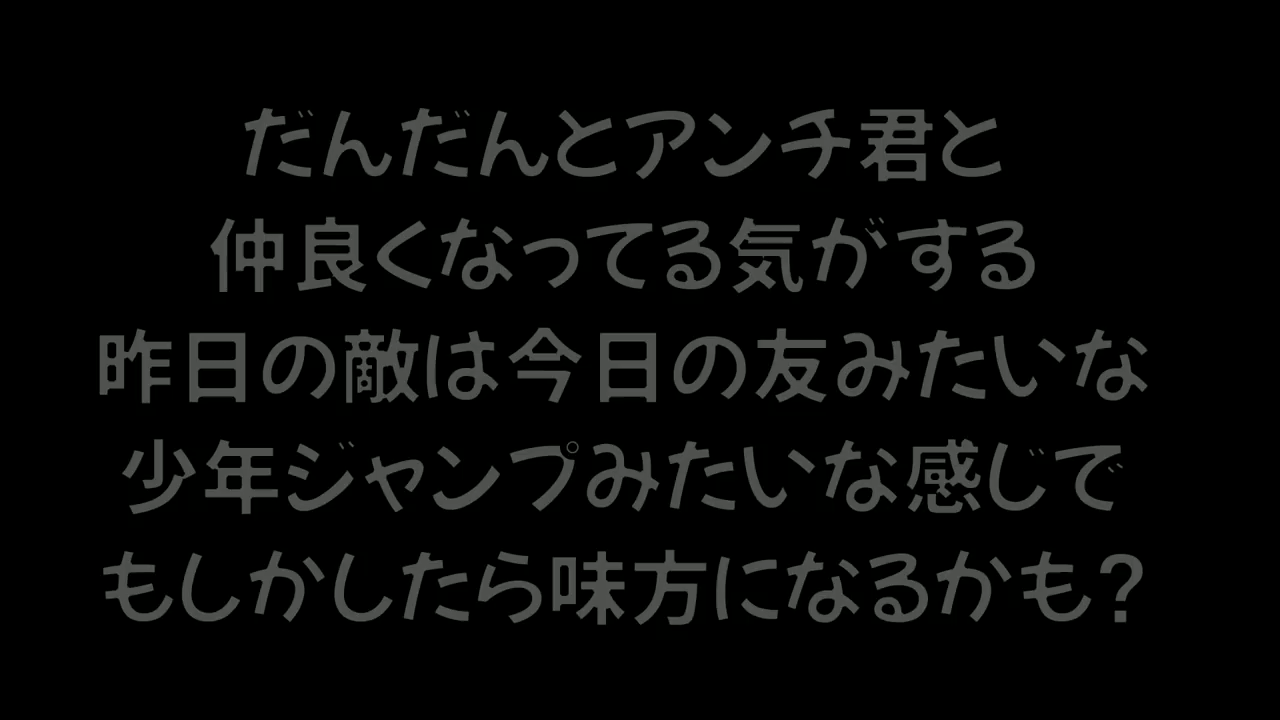 だんだんとアンチ君と
仲良くなってる気がする
昨日の敵は今日の友みたいな
少年ジャンプみたいな感じで
もしかしたら味方になるかも?